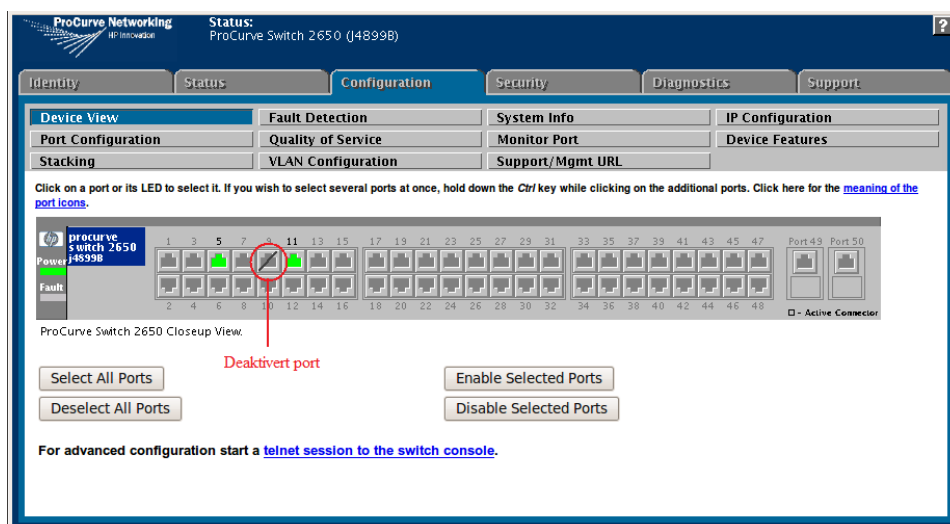 ProCurve Networking
HP Innovation
Status:
ProCurve Switch 2650 (J4899B)
?
Identity Status Configuration Security Diagnostics Support
Device View Fault Detection System Info IP Configuration
Port Configuration Quality of Service Monitor Port Device Features
Stacking VLAN Configuration Support/Mgmt URL
Click on a port or its LED to select it. If you wish to select several ports at once, hold down the Ctrl key while clicking on the additional ports. Click here for the meaning of the
port icons.
hp procurve
switch 2650
j4899B
Power
Fault
1 3 5 7 9 11 13 15 17 19 21 23 25 27 29 31 33 35 37 39 41 43 45 47 Port 49 Port 50
2 4 6 8 10 12 14 16 18 20 22 24 26 28 30 32 34 36 38 40 42 44 46 48
- Active Connector
ProCurve Switch 2650 Closeup View.
Deaktivert port
Select All Ports Enable Selected Ports
Deselect All Ports Disable Selected Ports
For advanced configuration start a telnet session to the switch console.